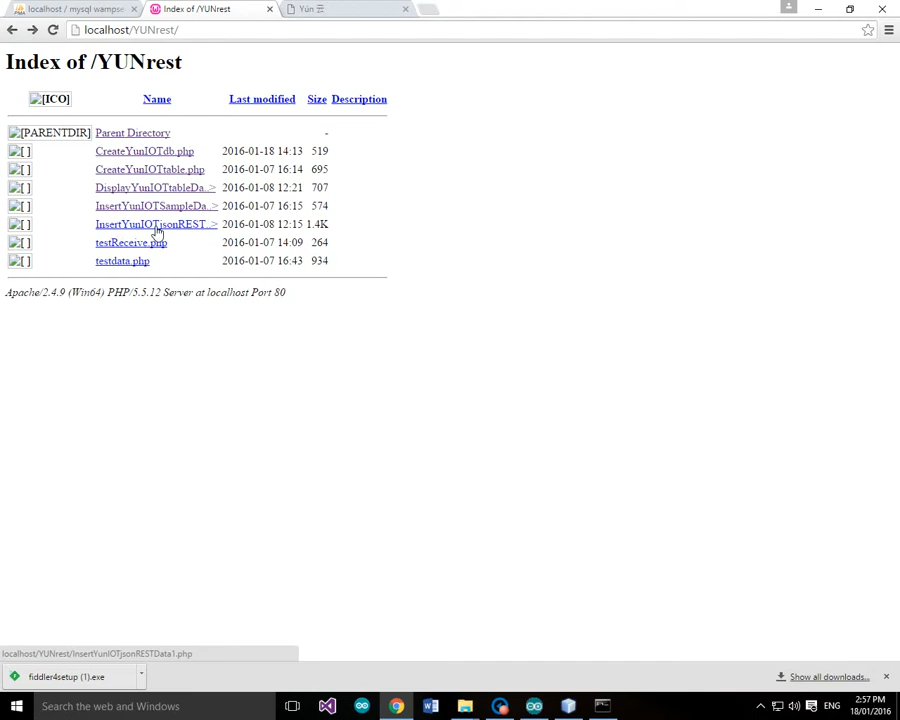 localhost / mysql wampse
Index of /YUNrest
Yún
localhost/YUNrest/
Index of /YUNrest
[ICO] Name Last modified Size Description
[PARENTDIR] Parent Directory -
[ ] CreateYunIOTdb.php 2016-01-18 14:13 519
[ ] CreateYunIOTtable.php 2016-01-07 16:14 695
[ ] DisplayYunIOTtableDa..> 2016-01-08 12:21 707
[ ] InsertYunIOTSampleDa..> 2016-01-07 16:15 574
[ ] InsertYunIOTjsonREST..> 2016-01-08 12:15 1.4K
[ ] testReceive.php 2016-01-07 14:09 264
[ ] testdata.php 2016-01-07 16:43 934
Apache/2.4.9 (Win64) PHP/5.5.12 Server at localhost Port 80
localhost/YUNrest/InsertYunIOTjsonRESTData1.php
fiddler4setup (1).exe
Show all downloads...
Search the web and Windows
ENG
2:57 PM
18/01/2016